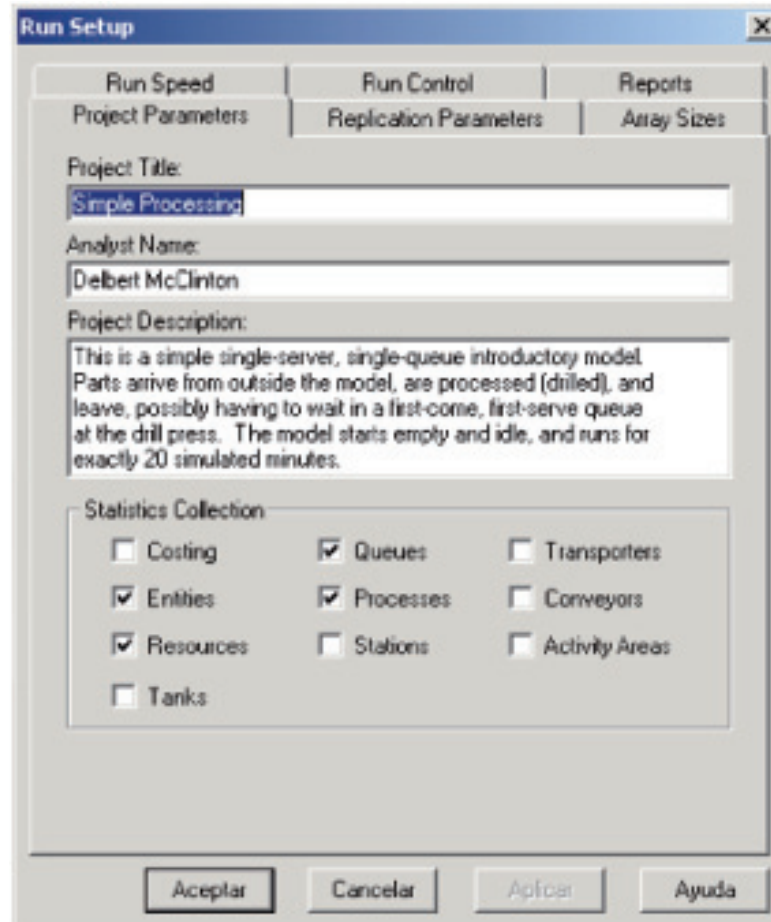 Run Setup
Run Speed
Run Control
Reports
Project Parameters
Replication Parameters
Array Sizes
Project Title:
Simple Processing
Analyst Name:
Delbert McClinton
Project Description:
This is a simple single-server, single-queue introductory model.
Parts arrive from outside the model, are processed (drilled), and
leave, possibly having to wait in a first-come, first-serve queue
at the drill press. The model starts empty and idle, and runs for
exactly 20 simulated minutes.
Statistics Collection
Costing
Queues
Transporters
Entities
Processes
Conveyors
Resources
Stations
Activity Areas
Tanks
Aceptar
Cancelar
Aplicar
Ayuda